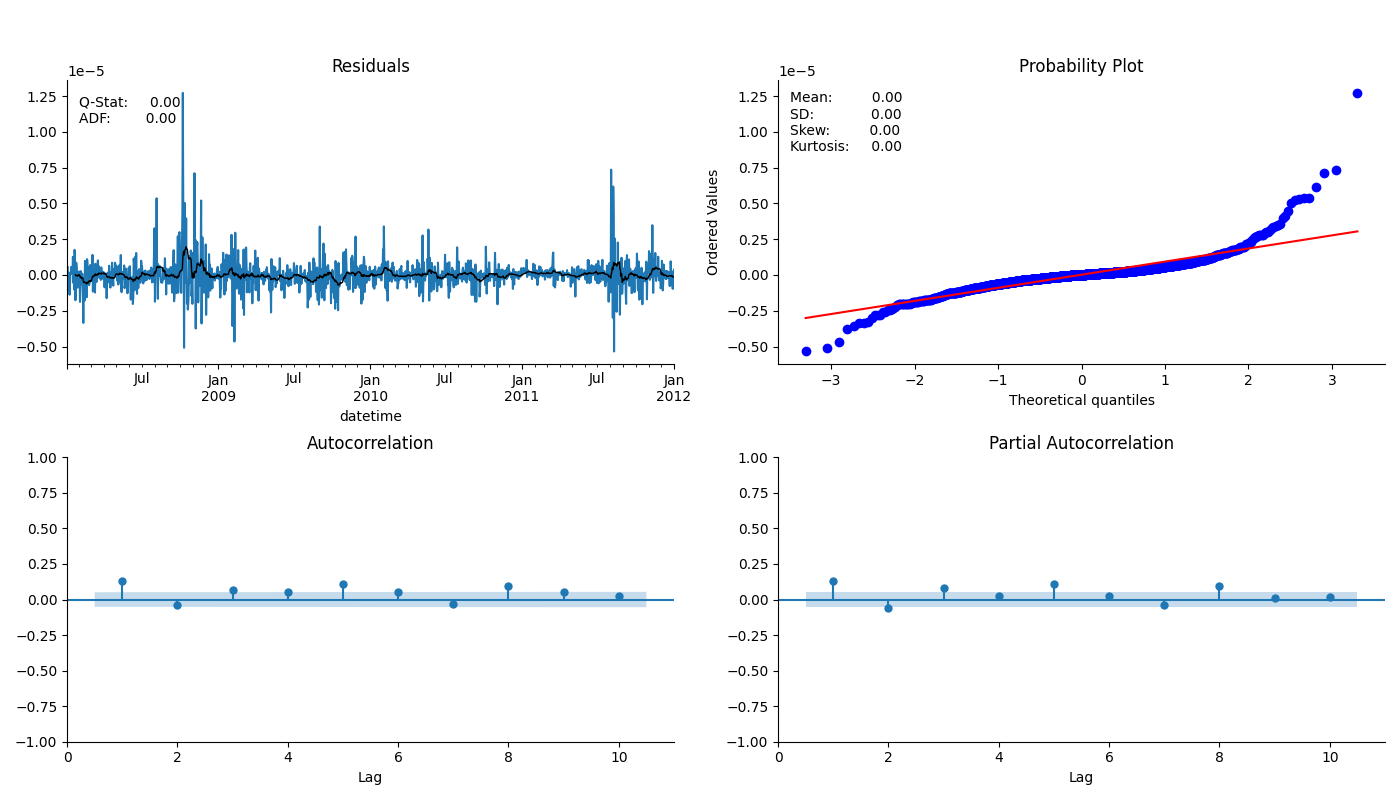 Residuals
1e−5
Q-Stat: 0.00
ADF: 0.00
1.25
1.00
0.75
0.50
0.25
0.00
−0.25
−0.50
Jul
Jan
2009
Jul
Jan
2010
Jul
Jan
2011
Jul
Jan
2012
datetime
Probability Plot
1e−5
Mean: 0.00
SD: 0.00
Skew: 0.00
Kurtosis: 0.00
Ordered Values
1.25
1.00
0.75
0.50
0.25
0.00
−0.25
−0.50
−3 −2 −1 0 1 2 3
Theoretical quantiles
Autocorrelation
1.00
0.75
0.50
0.25
0.00
−0.25
−0.50
−0.75
−1.00
0 2 4 6 8 10
Lag
Partial Autocorrelation
1.00
0.75
0.50
0.25
0.00
−0.25
−0.50
−0.75
−1.00
0 2 4 6 8 10
Lag